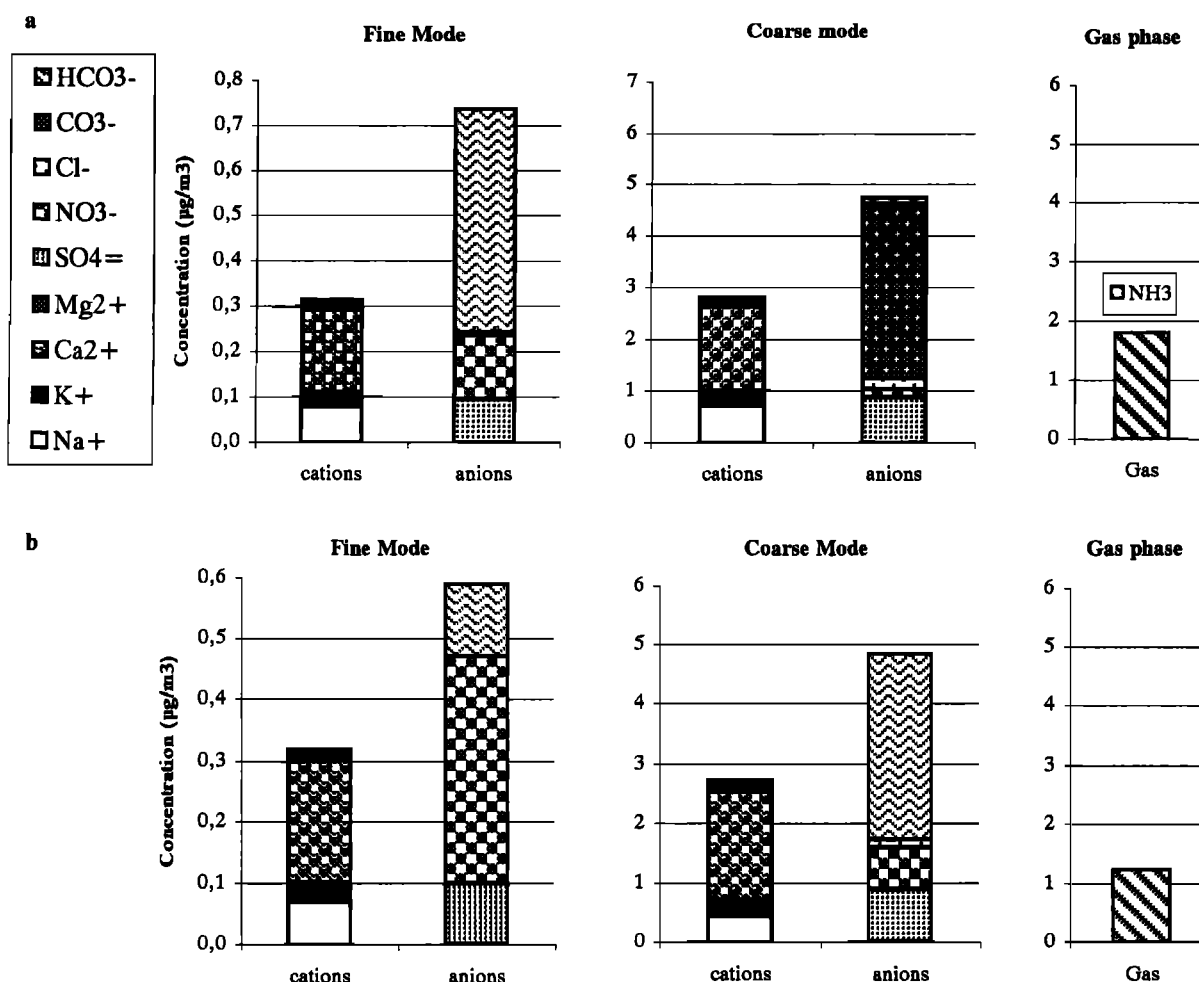 a
Fine Mode
Coarse mode
Gas phase
HCO3-
CO3-
Cl-
NO3-
SO4=
Mg2+
Ca2+
K+
Na+
Concentration (µg/m3)
0,8
0,7
0,6
0,5
0,4
0,3
0,2
0,1
0,0
cations
anions
7
6
5
4
3
2
1
0
cations
anions
6
5
4
3
2
1
0
NH3
Gas
b
Fine Mode
Coarse Mode
Gas phase
Concentration (µg/m3)
0,6
0,5
0,4
0,3
0,2
0,1
0,0
cations
anions
6
5
4
3
2
1
0
cations
anions
6
5
4
3
2
1
0
Gas